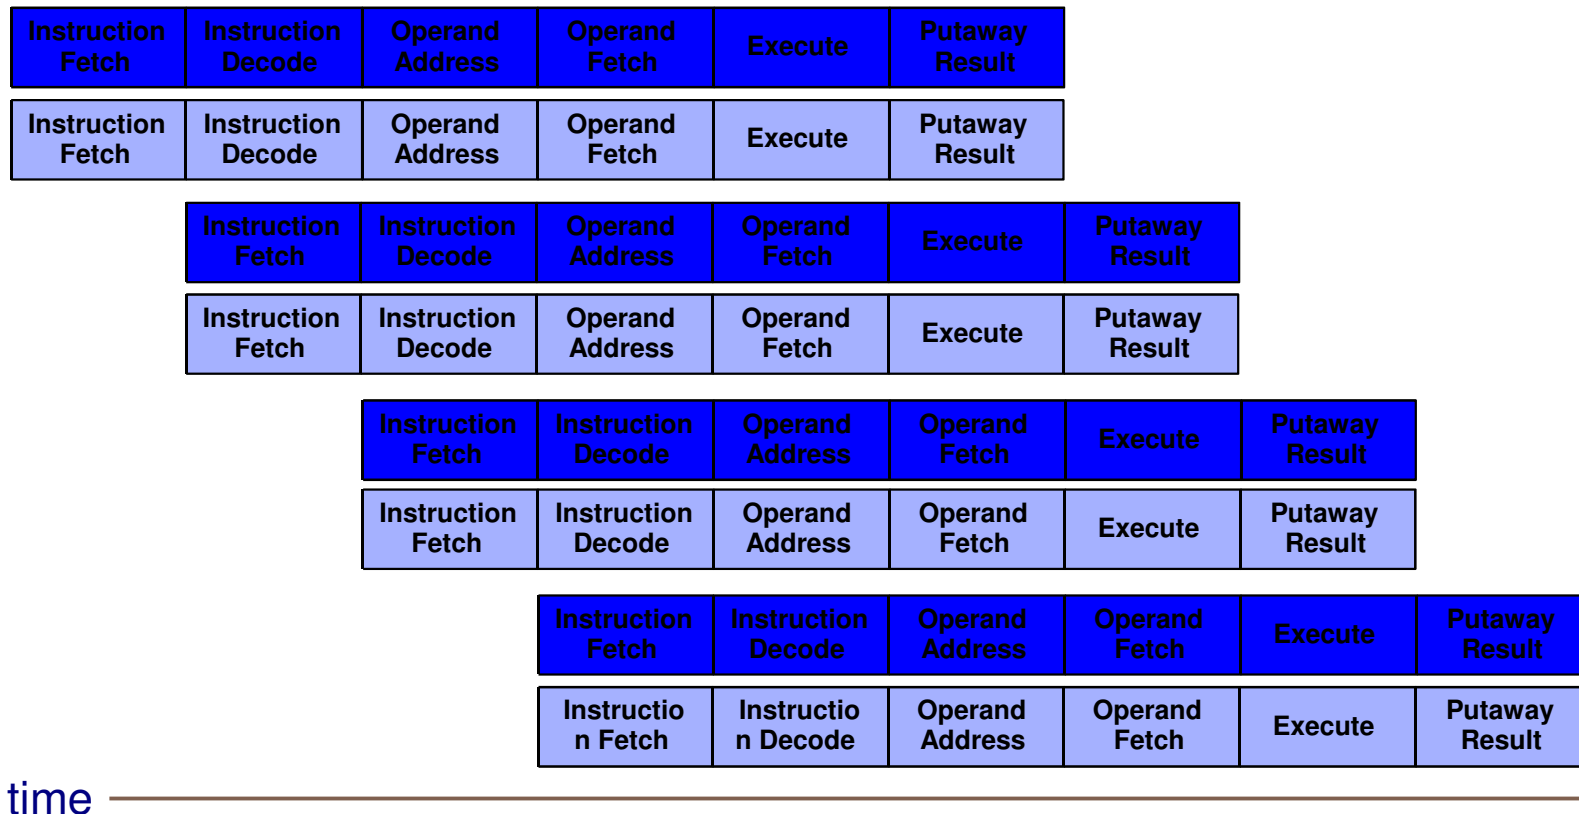 Instruction Fetch Instruction Decode Operand Address Operand Fetch Execute Putaway Result
Instruction Fetch Instruction Decode Operand Address Operand Fetch Execute Putaway Result
Instruction Fetch Instruction Decode Operand Address Operand Fetch Execute Putaway Result
Instruction Fetch Instruction Decode Operand Address Operand Fetch Execute Putaway Result
Instruction Fetch Instruction Decode Operand Address Operand Fetch Execute Putaway Result
Instruction Fetch Instruction Decode Operand Address Operand Fetch Execute Putaway Result
Instruction Fetch Instruction Decode Operand Address Operand Fetch Execute Putaway Result
Instructio n Fetch Instructio n Decode Operand Address Operand Fetch Execute Putaway Result
time